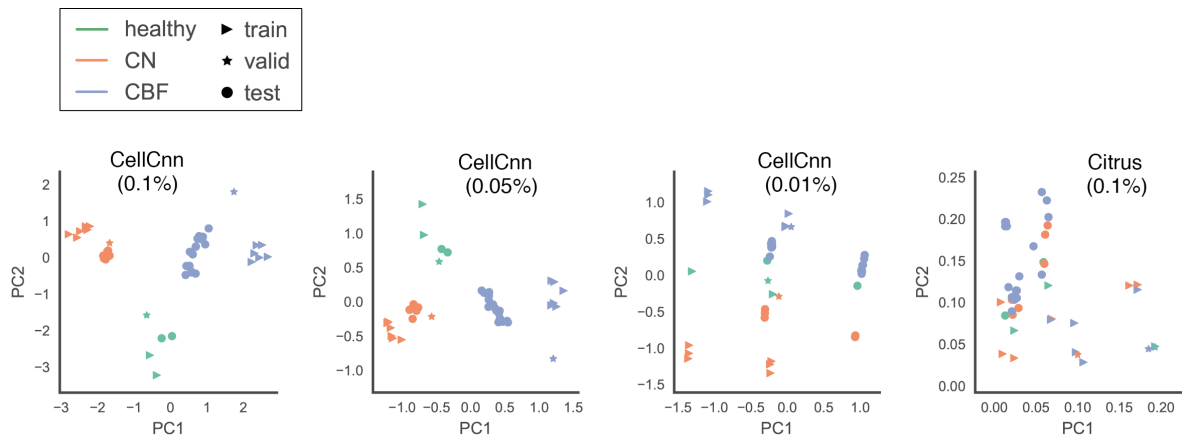 healthy train
CN valid
CBF test
CellCnn
(0.1%)
PC2
2
1
0
−1
−2
−3
−3 −2 −1 0 1 2
PC1
CellCnn
(0.05%)
PC2
1.5
1.0
0.5
0.0
−0.5
−1.0
−1.0 −0.5 0.0 0.5 1.0 1.5
PC1
CellCnn
(0.01%)
PC2
1.0
0.5
0.0
−0.5
−1.0
−1.5
−1.5 −1.0 −0.5 0.0 0.5 1.0
PC1
Citrus
(0.1%)
PC2
0.25
0.20
0.15
0.10
0.05
0.00
0.00 0.05 0.10 0.15 0.20
PC1